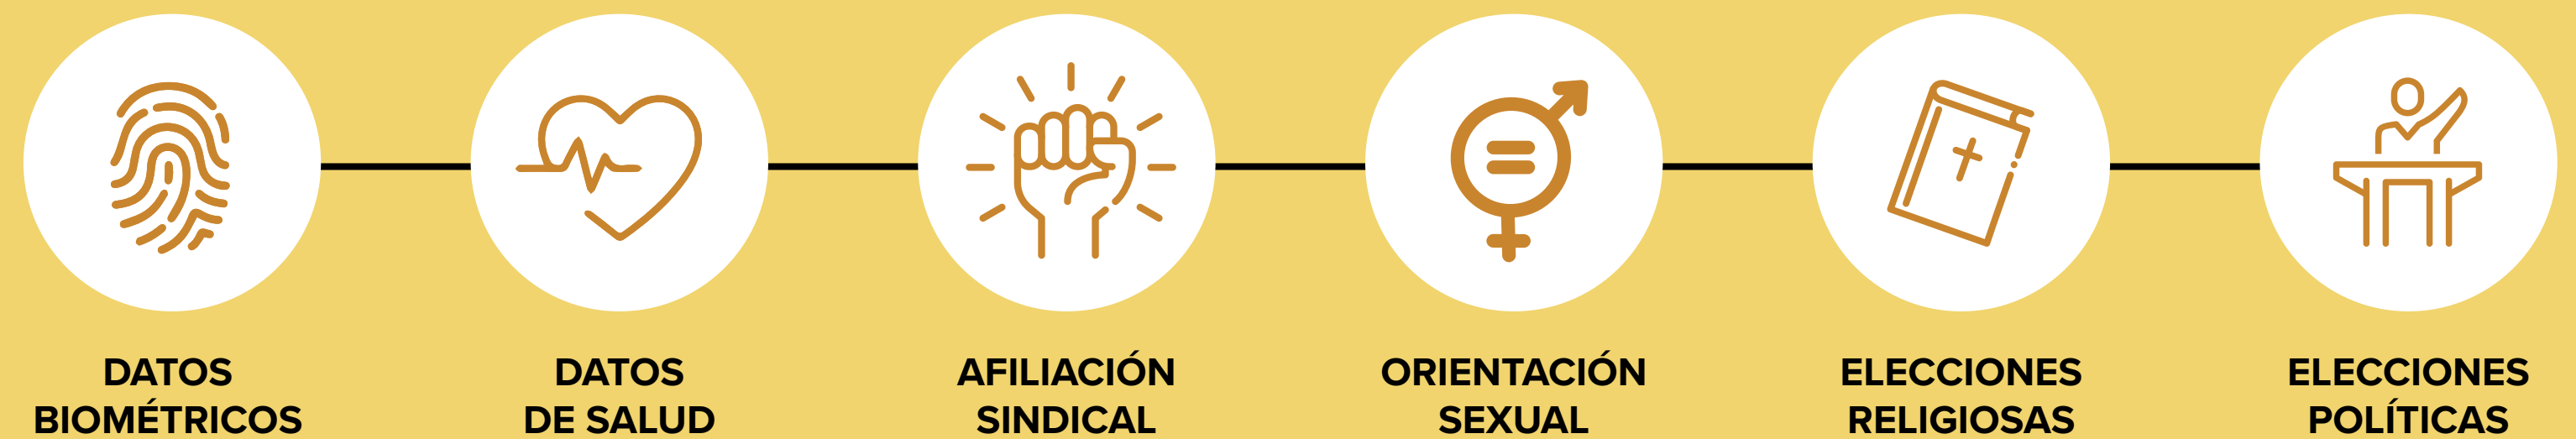 DATOS
BIOMÉTRICOS
DATOS
DE SALUD
AFILIACIÓN
SINDICAL
ORIENTACIÓN
SEXUAL
ELECCIONES
RELIGIOSAS
ELECCIONES
POLÍTICAS